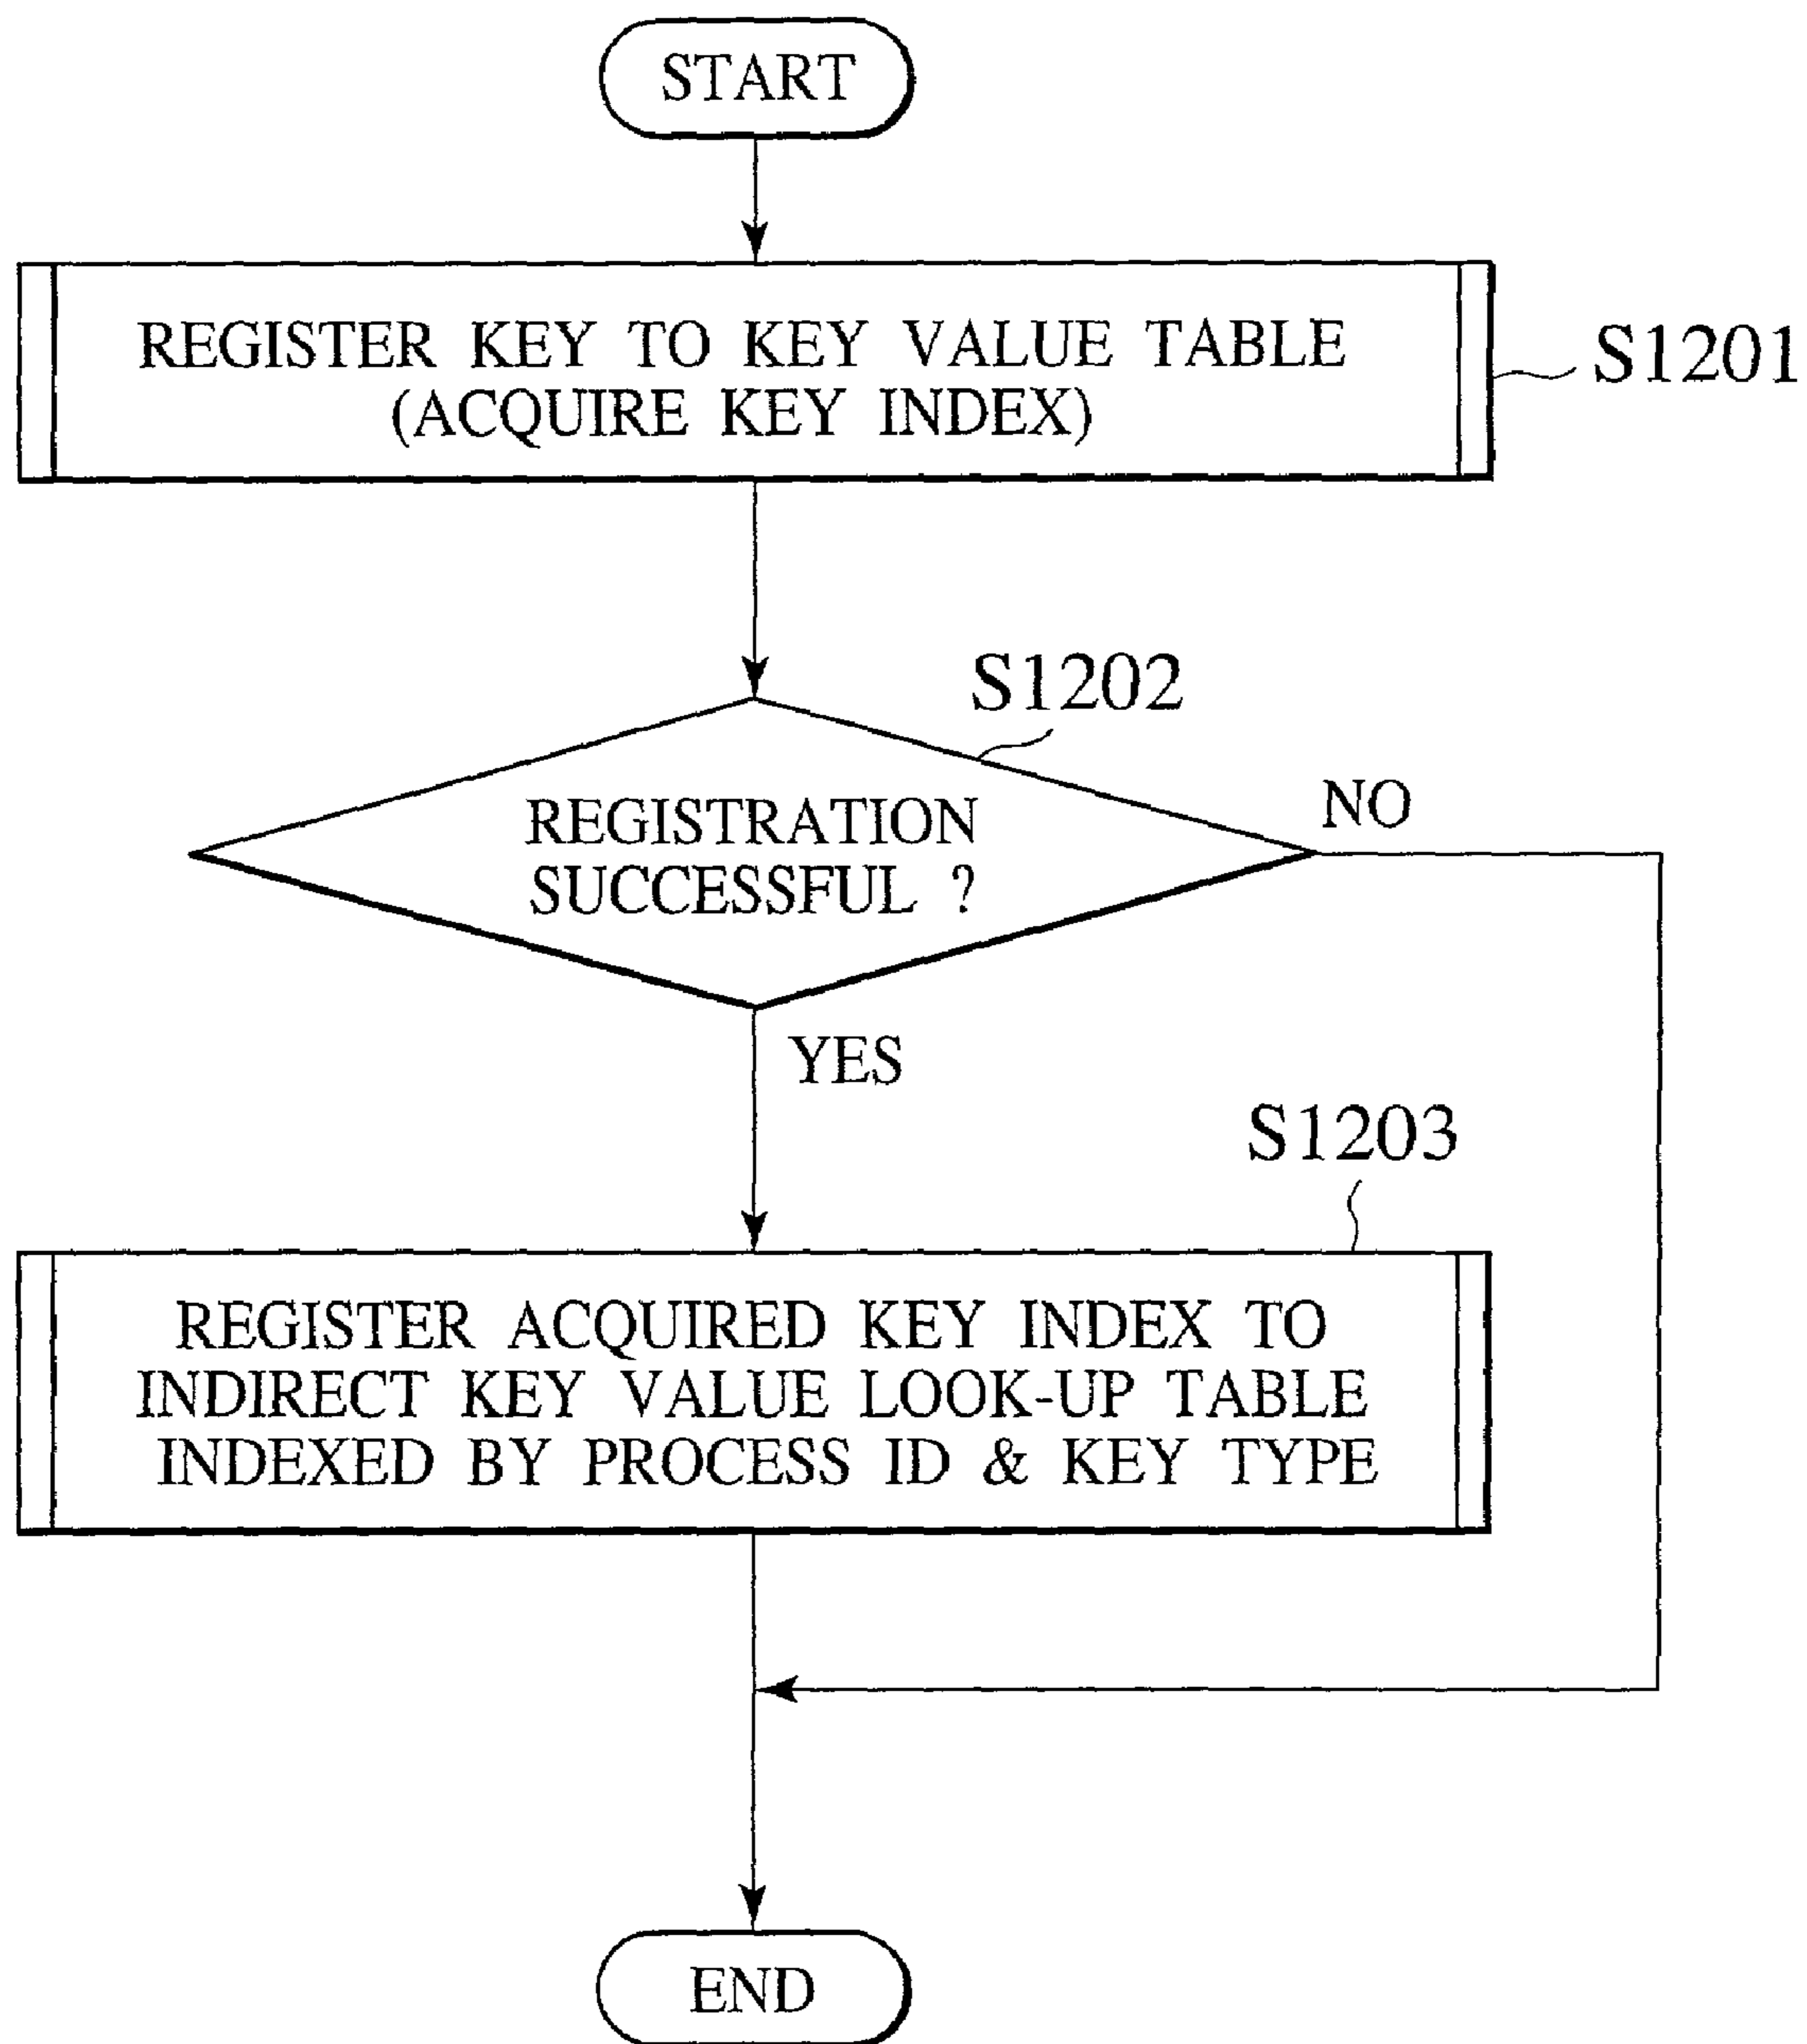 START
REGISTER KEY TO KEY VALUE TABLE
(ACQUIRE KEY INDEX)
S1201
S1202
REGISTRATION
SUCCESSFUL ?
NO
YES
S1203
REGISTER ACQUIRED KEY INDEX TO
INDIRECT KEY VALUE LOOK-UP TABLE
INDEXED BY PROCESS ID & KEY TYPE
END